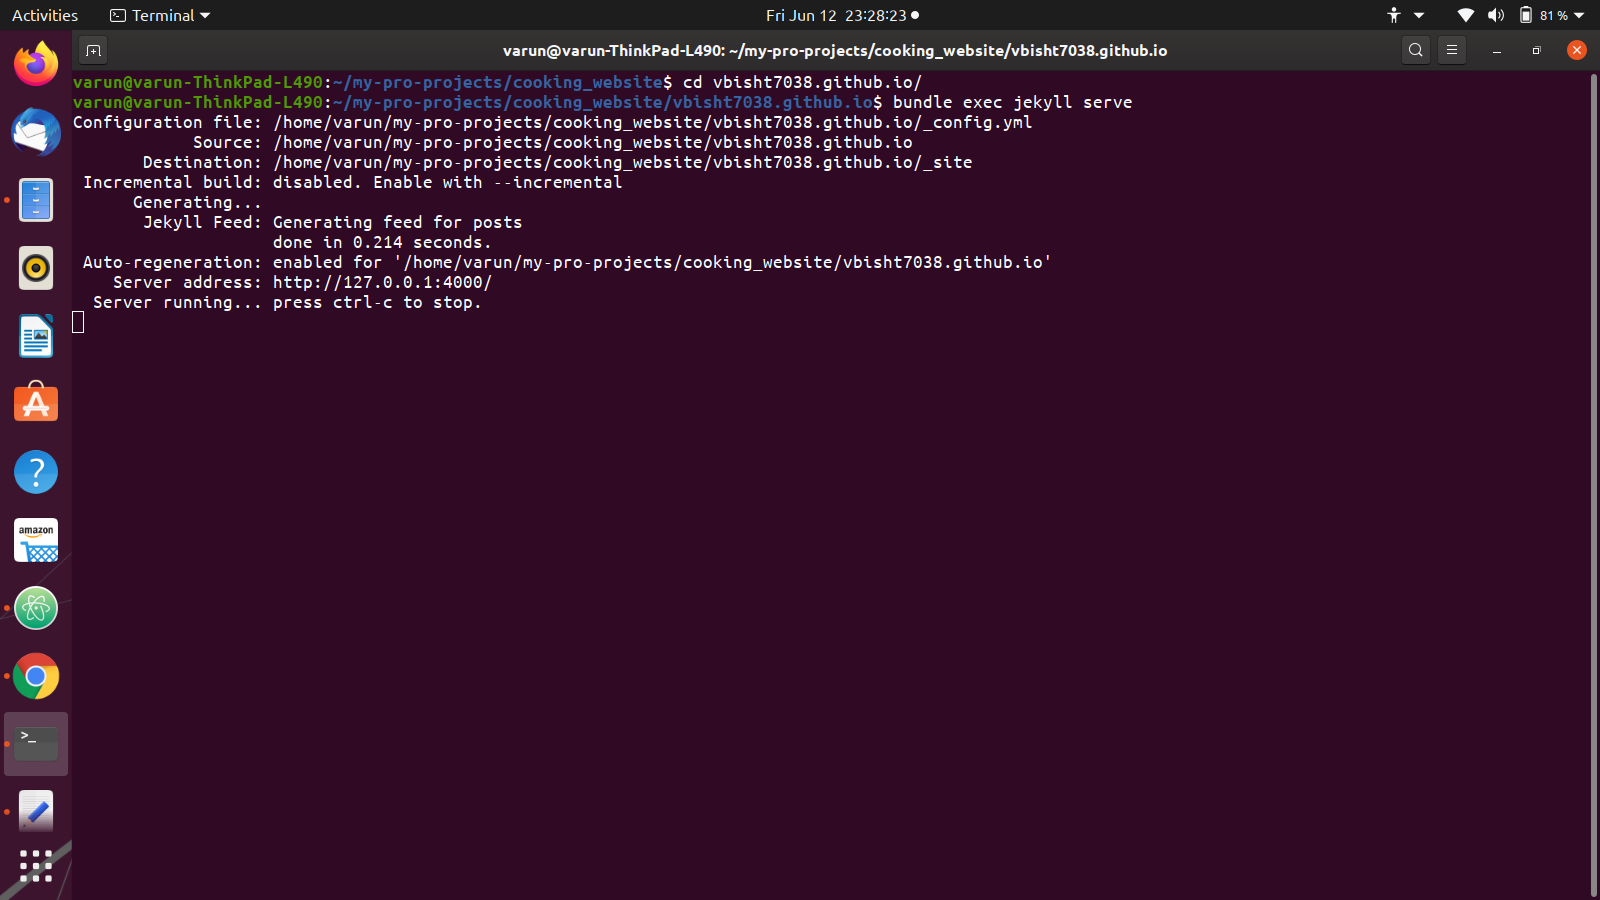 Activities Terminal Fri Jun 12 23:28:23 81 %
varun@varun-ThinkPad-L490: ~/my-pro-projects/cooking_website/vbisht7038.github.io
varun@varun-ThinkPad-L490:~/my-pro-projects/cooking_website$ cd vbisht7038.github.io/
varun@varun-ThinkPad-L490:~/my-pro-projects/cooking_website/vbisht7038.github.io$ bundle exec jekyll serve
Configuration file: /home/varun/my-pro-projects/cooking_website/vbisht7038.github.io/_config.yml
Source: /home/varun/my-pro-projects/cooking_website/vbisht7038.github.io
Destination: /home/varun/my-pro-projects/cooking_website/vbisht7038.github.io/_site
Incremental build: disabled. Enable with --incremental
Generating...
Jekyll Feed: Generating feed for posts
done in 0.214 seconds.
Auto-regeneration: enabled for '/home/varun/my-pro-projects/cooking_website/vbisht7038.github.io'
Server address: http://127.0.0.1:4000/
Server running... press ctrl-c to stop.
amazon